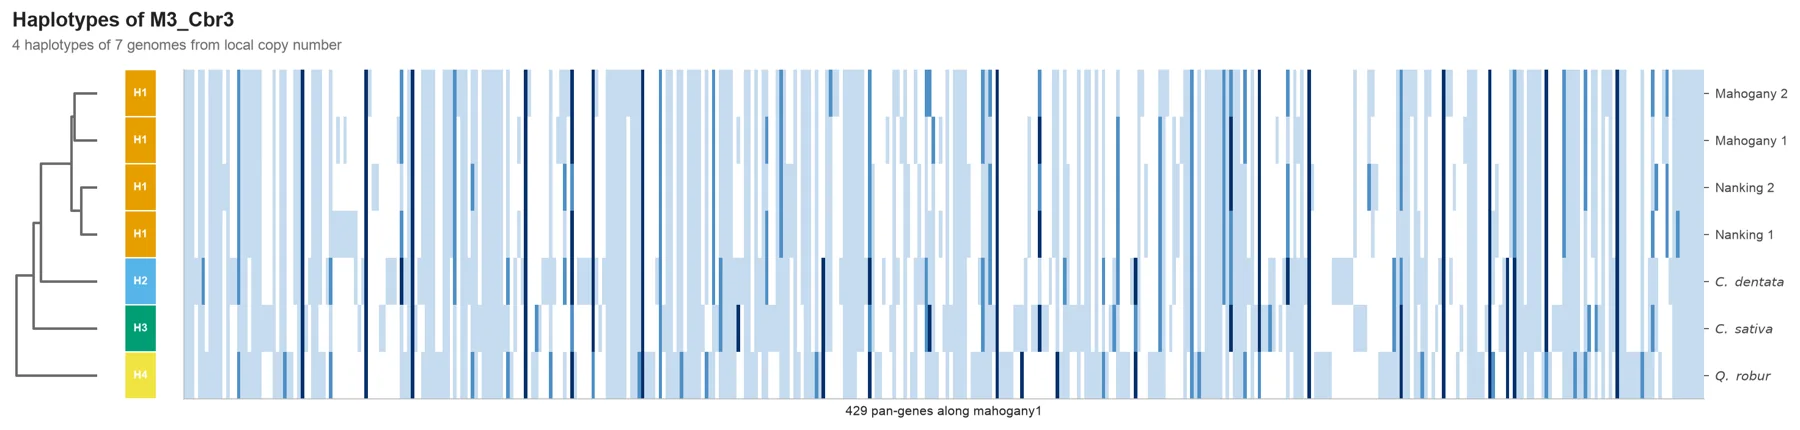 Haplotypes of M3_Cbr3
4 haplotypes of 7 genomes from local copy number
H1 Mahogany 2
H1 Mahogany 1
H1 Nanking 2
H1 Nanking 1
H2 C. dentata
H3 C. sativa
H4 Q. robur
429 pan-genes along mahogany1